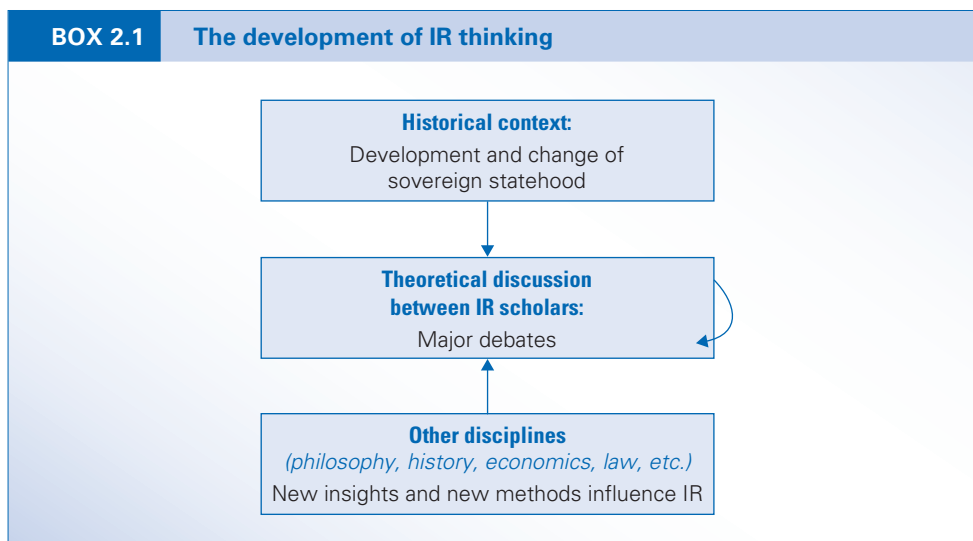 BOX 2.1 The development of IR thinking
Historical context:
Development and change of
sovereign statehood
Theoretical discussion
between IR scholars:
Major debates
Other disciplines
(philosophy, history, economics, law, etc.)
New insights and new methods influence IR